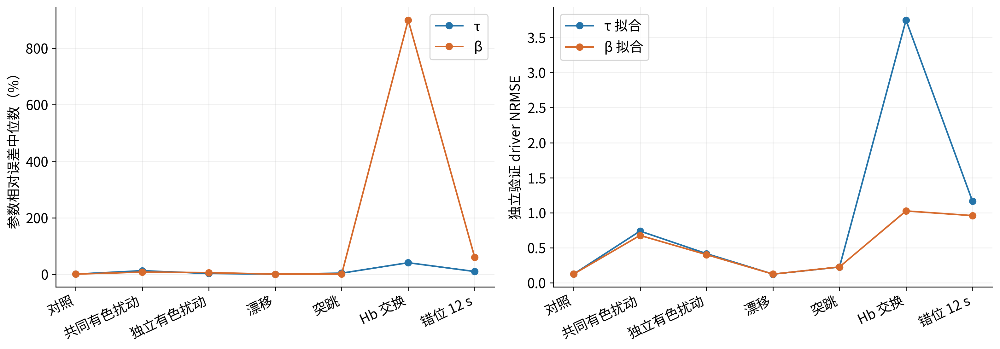 参数相对误差中位数（%）
800
600
400
200
0
τ
β
对照
共同有色扰动
独立有色扰动
漂移
突跳
Hb 交换
错位 12 s
独立验证 driver NRMSE
3.5
3.0
2.5
2.0
1.5
1.0
0.5
0.0
τ 拟合
β 拟合
对照
共同有色扰动
独立有色扰动
漂移
突跳
Hb 交换
错位 12 s